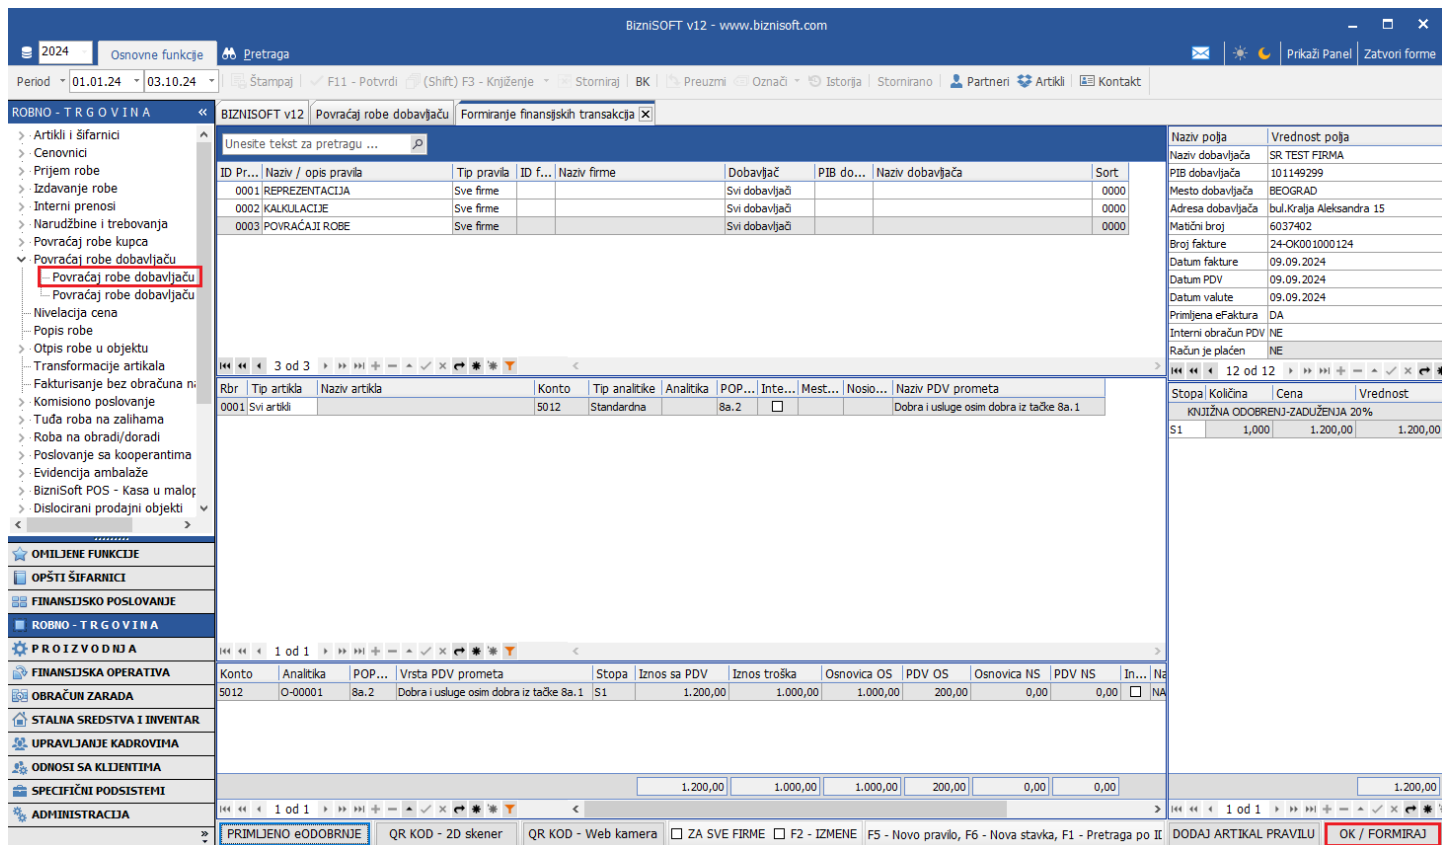 BizniSOFT v12 - www.biznisoft.com
2024 Osnovne funkcije Pretraga Prikaži Panel Zatvori forme
Period 01.01.24 03.10.24 Štampaj F11 - Potvrdi (Shift) F3 - Knjiženje Storniraj BK Preuzmi Označi Istorija Stornirano Partneri Artikli Kontakt
ROBNO - T R G O V I N A «
Artikli i šifarnici
Cenovnici
Prijem robe
Izdavanje robe
Interni prenosi
Narudžbine i trebovanja
Povraćaj robe kupca
Povraćaj robe dobavljaču
Povraćaj robe dobavljaču
Povraćaj robe dobavljaču
Nivelacija cena
Popis robe
Otpis robe u objektu
Transformacije artikala
Fakturisanje bez obračuna na
Komisiono poslovanje
Tuđa roba na zalihama
Roba na obradi/doradi
Poslovanje sa kooperantima
Evidencija ambalaže
BizniSoft POS - Kasa u malop
Dislocirani prodajni objekti
OMILJENE FUNKCIJE
OPŠTI ŠIFARNICI
FINANSIJSKO POSLOVANJE
ROBNO - T R G O V I N A
P R O I Z V O D NJ A
FINANSIJSKA OPERATIVA
OBRAČUN ZARADA
STALNA SREDSTVA I INVENTAR
UPRAVLJANJE KADROVIMA
ODNOSI SA KLIJENTIMA
SPECIFIČNI PODSISTEMI
ADMINISTRACIJA
»
BIZNISOFT v12 Povraćaj robe dobavljaču Formiranje finansijskih transakcija
Unesite tekst za pretragu ...
ID Pr... Naziv / opis pravila Tip pravila ID f... Naziv firme Dobavljač PIB do... Naziv dobavljača Sort
0001 REPREZENTACIJA Sve firme Svi dobavljači 0000
0002 KALKULACIJE Sve firme Svi dobavljači 0000
0003 POVRAĆAJI ROBE Sve firme Svi dobavljači 0000
3 od 3
Rbr Tip artikla Naziv artikla Konto Tip analitike Analitika POP... Inte... Mest... Nosio... Naziv PDV prometa
0001 Svi artikli 5012 Standardna 8a.2 Dobra i usluge osim dobra iz tačke 8a.1
1 od 1
Konto Analitika POP... Vrsta PDV prometa Stopa Iznos sa PDV Iznos troška Osnovica OS PDV OS Osnovica NS PDV NS In... Na
5012 O-00001 8a.2 Dobra i usluge osim dobra iz tačke 8a.1 S1 1.200,00 1.000,00 1.000,00 200,00 0,00 0,00 NA
1.200,00 1.000,00 1.000,00 200,00 0,00 0,00
1 od 1
PRIMLJENO eODOBRNJE QR KOD - 2D skener QR KOD - Web kamera ZA SVE FIRME F2 - IZMENE F5 - Novo pravilo, F6 - Nova stavka, F1 - Pretraga po II
Naziv polja Vrednost polja
Naziv dobavljača SR TEST FIRMA
PIB dobavljača 101149299
Mesto dobavljača BEOGRAD
Adresa dobavljača bul.Kralja Aleksandra 15
Matični broj 6037402
Broj fakture 24-OK001000124
Datum fakture 09.09.2024
Datum PDV 09.09.2024
Datum valute 09.09.2024
Primljena eFaktura DA
Interni obračun PDV NE
Račun je plaćen NE
12 od 12
Stopa Količina Cena Vrednost
KNJIŽNA ODOBRENJ-ZADUŽENJA 20%
S1 1,000 1.200,00 1.200,00
1.200,00
1 od 1
DODAJ ARTIKAL PRAVILU OK / FORMIRAJ